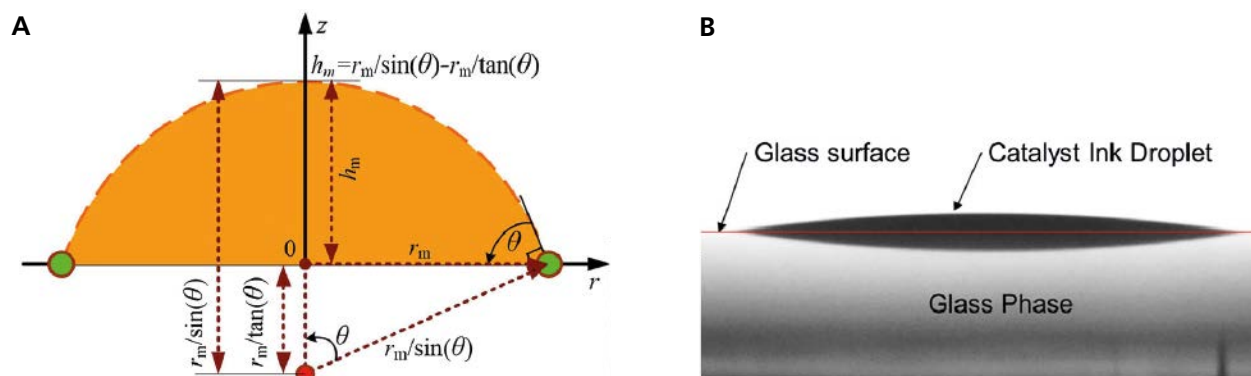 A
z
h_m=r_m/sin(θ)-r_m/tan(θ)
h_m
0
r_m
θ
r
r_m/sin(θ)
r_m/tan(θ)
θ
r_m/sin(θ)
B
Glass surface
Catalyst Ink Droplet
Glass Phase